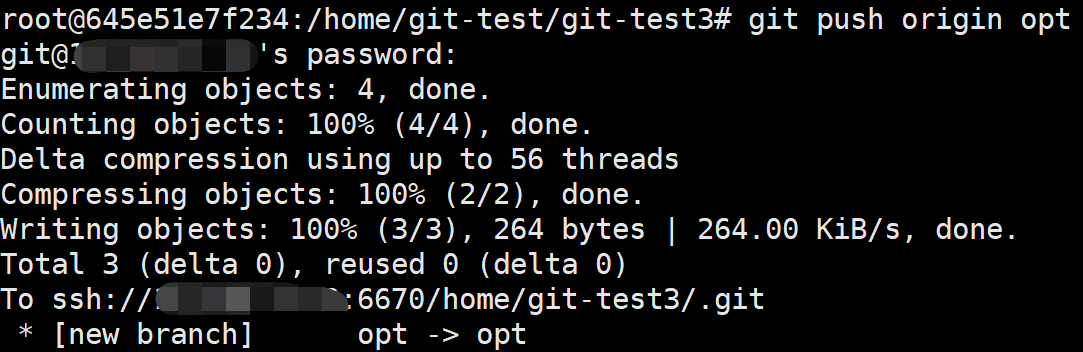 root@645e51e7f234:/home/git-test/git-test3# git push origin opt
git@ 's password:
Enumerating objects: 4, done.
Counting objects: 100% (4/4), done.
Delta compression using up to 56 threads
Compressing objects: 100% (2/2), done.
Writing objects: 100% (3/3), 264 bytes | 264.00 KiB/s, done.
Total 3 (delta 0), reused 0 (delta 0)
To ssh:// :6670/home/git-test3/.git
 * [new branch]      opt -> opt